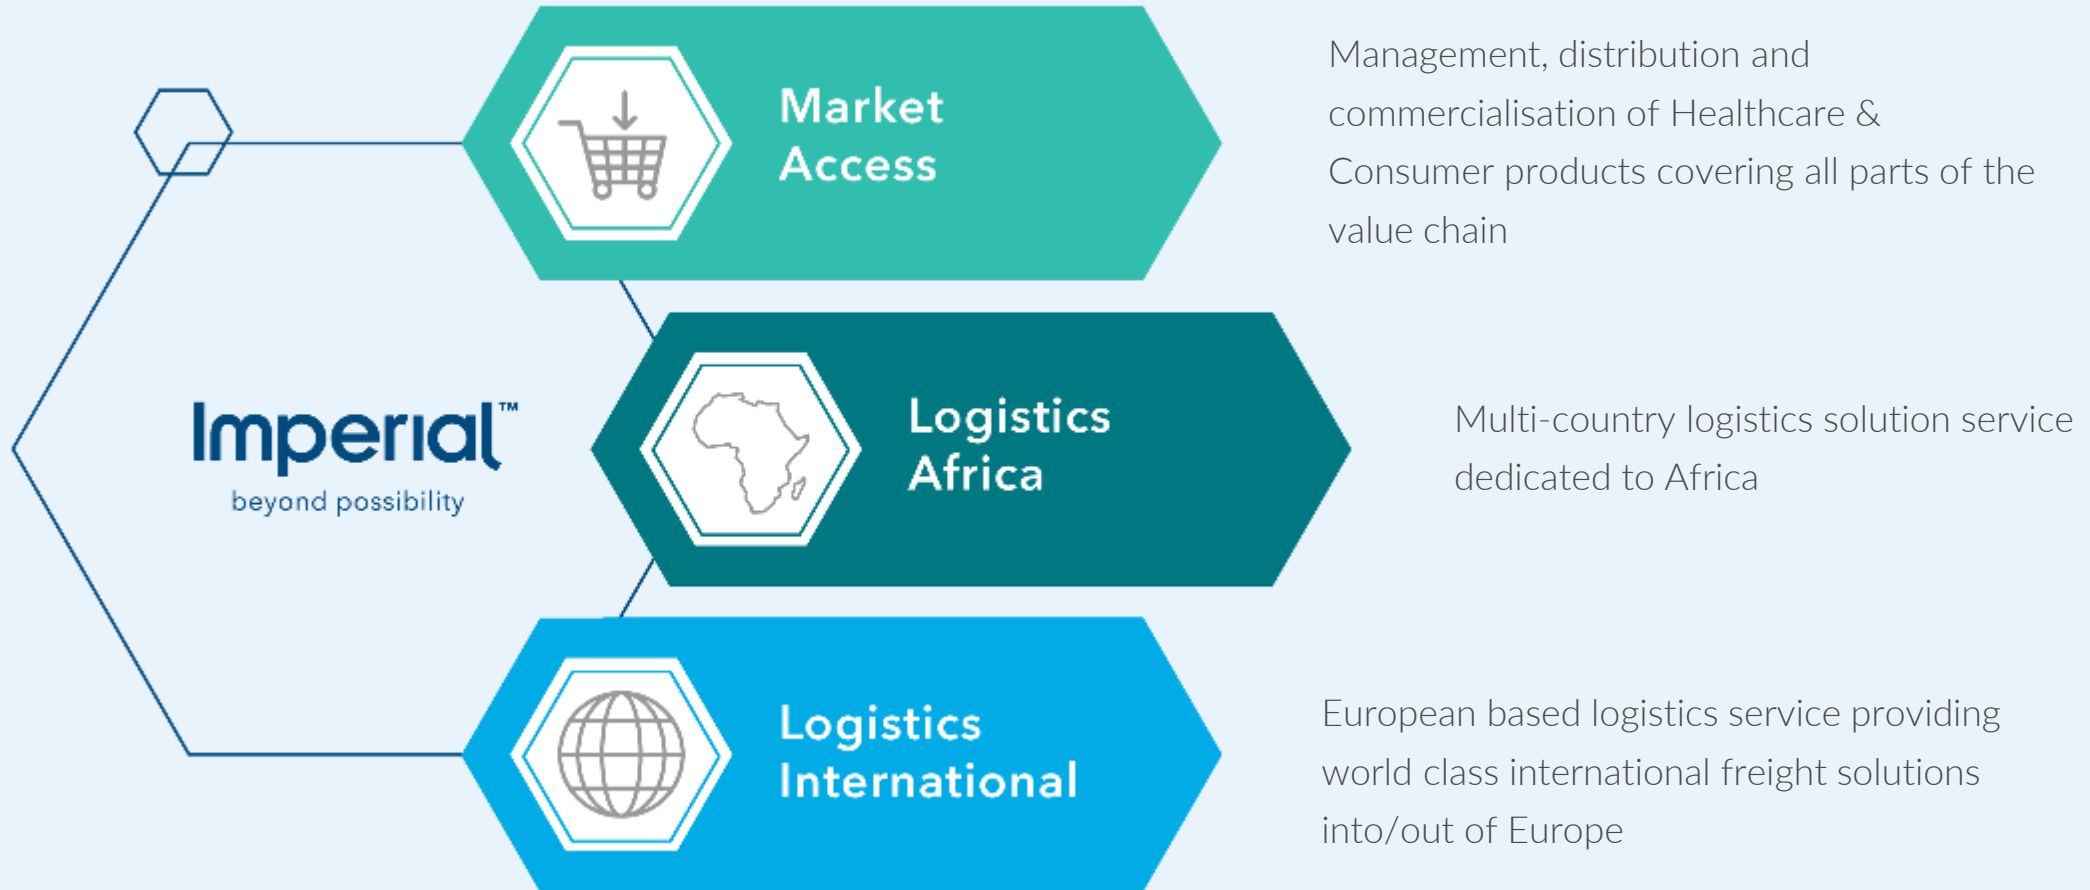 Market
Access
Management, distribution and
commercialisation of Healthcare &
Consumer products covering all parts of the
value chain
Imperial™
beyond possibility
Logistics
Africa
Multi-country logistics solution service
dedicated to Africa
Logistics
International
European based logistics service providing
world class international freight solutions
into/out of Europe